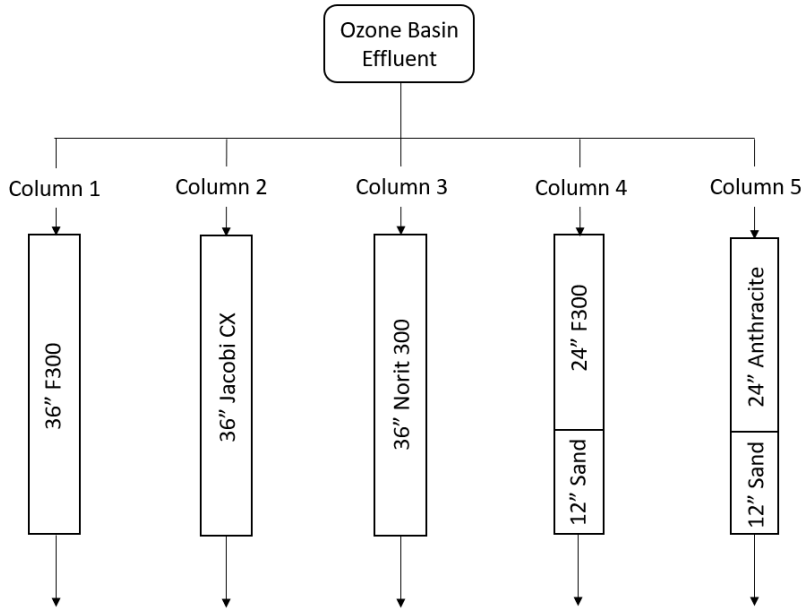 Ozone Basin
Effluent
Column 1
Column 2
Column 3
Column 4
Column 5
36” F300
36” Jacobi CX
36” Norit 300
24” F300
12” Sand
24” Anthracite
12” Sand